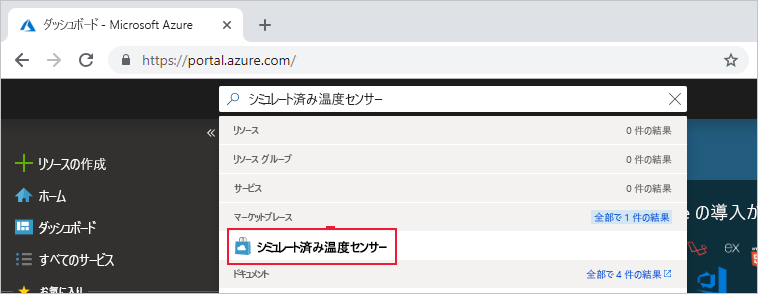 ダッシュボード - Microsoft Azure
https://portal.azure.com/
シミュレート済み温度センサー
リソース 0 件の結果
リソースの作成
リソース グループ 0 件の結果
ホーム
サービス 0 件の結果
ダッシュボード
マーケットプレース 全部で 1 件の結果
e の導入が
すべてのサービス
シミュレート済み温度センサー
ex
ドキュメント 全部で 4 件の結果
お気に入り